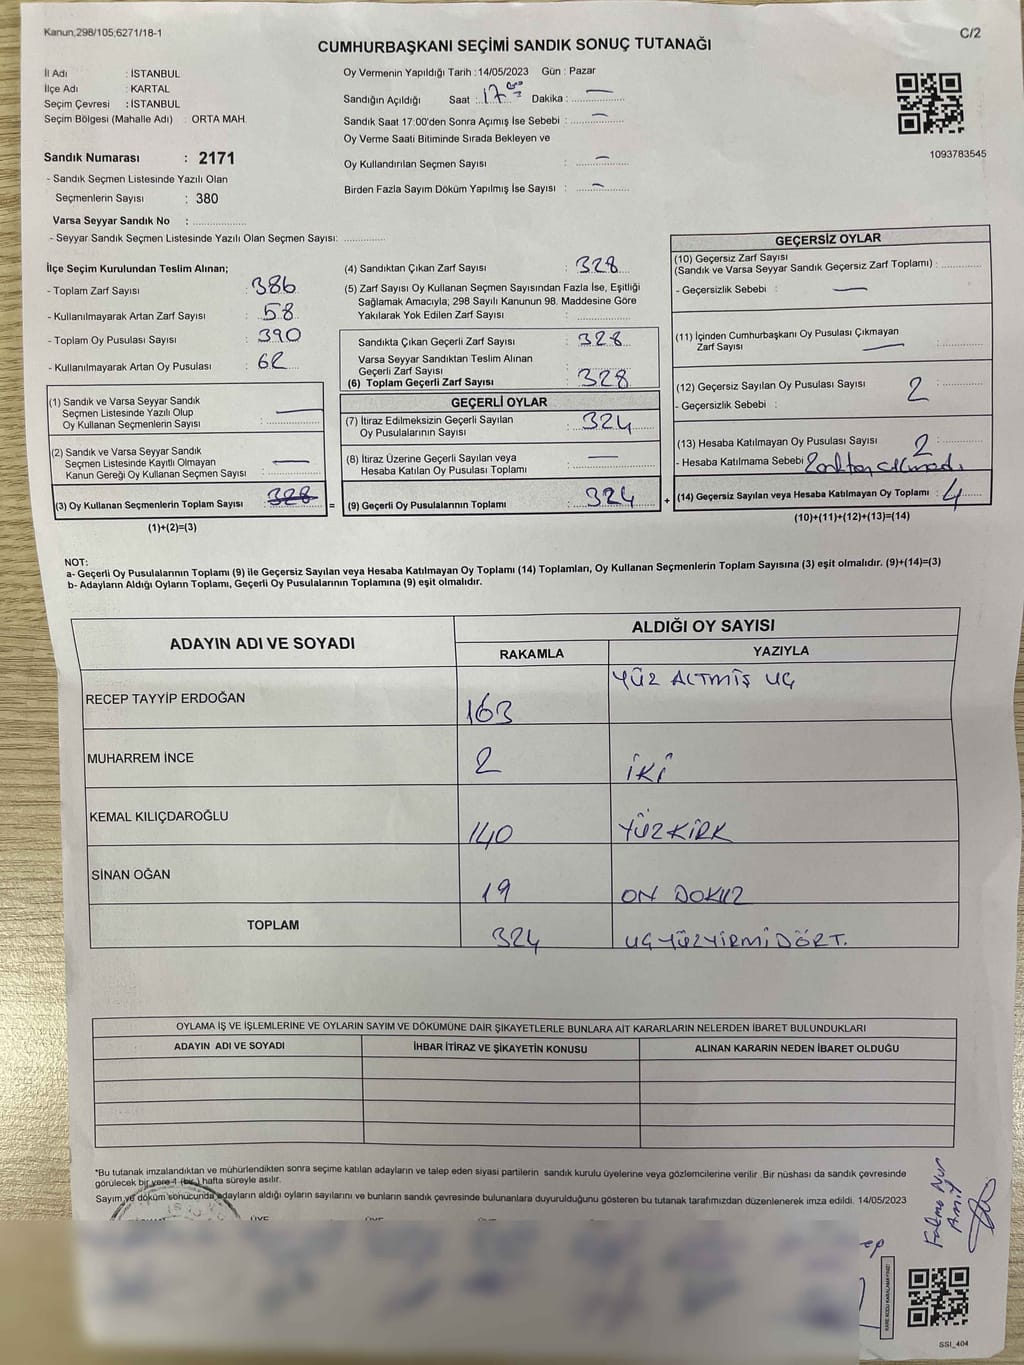 Kanun;298/105;6271/18-1
C/2
CUMHURBAŞKANI SEÇİMİ SANDIK SONUÇ TUTANAĞI
İl Adı : İSTANBUL
İlçe Adı : KARTAL
Seçim Çevresi : İSTANBUL
Seçim Bölgesi (Mahalle Adı) : ORTA MAH.
Sandık Numarası : 2171
- Sandık Seçmen Listesinde Yazılı Olan
Seçmenlerin Sayısı : 380
Varsa Seyyar Sandık No : ..............
- Seyyar Sandık Seçmen Listesinde Yazılı Olan Seçmen Sayısı: ..............
Oy Vermenin Yapıldığı Tarih : 14/05/2023 Gün : Pazar
Sandığın Açıldığı Saat : 17 00 Dakika : —
Sandık Saat 17:00'den Sonra Açımış İse Sebebi : —
Oy Verme Saati Bitiminde Sırada Bekleyen ve
Oy Kullandırılan Seçmen Sayısı : —
Birden Fazla Sayım Döküm Yapılmış İse Sayısı : —
1093783545
İlçe Seçim Kurulundan Teslim Alınan;
- Toplam Zarf Sayısı : 386
- Kullanılmayarak Artan Zarf Sayısı : 58
- Toplam Oy Pusulası Sayısı : 390
- Kullanılmayarak Artan Oy Pusulası : 62
(1) Sandık ve Varsa Seyyar Sandık
Seçmen Listesinde Yazılı Olup
Oy Kullanan Seçmenlerin Sayısı : —
(2) Sandık ve Varsa Seyyar Sandık
Seçmen Listesinde Kayıtlı Olmayan
Kanun Gereği Oy Kullanan Seçmen Sayısı : —
(3) Oy Kullanan Seçmenlerin Toplam Sayısı : 328
(1)+(2)=(3)
=
(4) Sandıktan Çıkan Zarf Sayısı : 328
(5) Zarf Sayısı Oy Kullanan Seçmen Sayısından Fazla İse, Eşitliği
Sağlamak Amacıyla; 298 Sayılı Kanunun 98. Maddesine Göre
Yakılarak Yok Edilen Zarf Sayısı : ..............
Sandıkta Çıkan Geçerli Zarf Sayısı : 328
Varsa Seyyar Sandıktan Teslim Alınan
Geçerli Zarf Sayısı : ..............
(6) Toplam Geçerli Zarf Sayısı : 328
GEÇERLİ OYLAR
(7) İtiraz Edilmeksizin Geçerli Sayılan
Oy Pusulalarının Sayısı : 324
(8) İtiraz Üzerine Geçerli Sayılan veya
Hesaba Katılan Oy Pusulası Toplamı : —
(9) Geçerli Oy Pusulalarının Toplamı : 324
+
GEÇERSİZ OYLAR
(10) Geçersiz Zarf Sayısı
(Sandık ve Varsa Seyyar Sandık Geçersiz Zarf Toplamı) : ..............
- Geçersizlik Sebebi : —
(11) İçinden Cumhurbaşkanı Oy Pusulası Çıkmayan
Zarf Sayısı — : ..............
(12) Geçersiz Sayılan Oy Pusulası Sayısı 2 : ..............
- Geçersizlik Sebebi :
(13) Hesaba Katılmayan Oy Pusulası Sayısı 2 : ..............
- Hesaba Katılmama Sebebi Zarftan çıkmadı
(14) Geçersiz Sayılan veya Hesaba Katılmayan Oy Toplamı : 4
(10)+(11)+(12)+(13)=(14)
NOT:
a- Geçerli Oy Pusulalarının Toplamı (9) ile Geçersiz Sayılan veya Hesaba Katılmayan Oy Toplamı (14) Toplamları, Oy Kullanan Seçmenlerin Toplam Sayısına (3) eşit olmalıdır. (9)+(14)=(3)
b- Adayların Aldığı Oyların Toplamı, Geçerli Oy Pusulalarının Toplamına (9) eşit olmalıdır.
ADAYIN ADI VE SOYADI ALDIĞI OY SAYISI
RAKAMLA YAZIYLA
RECEP TAYYİP ERDOĞAN 163 YÜZ ALTMİŞ ÜÇ
MUHARREM İNCE 2 İKİ
KEMAL KILIÇDAROĞLU 140 YÜZKİRK
SİNAN OĞAN 19 ON DOKUZ
TOPLAM 324 UÇYÜZYİRMİDÖRT.
OYLAMA İŞ VE İŞLEMLERİNE VE OYLARIN SAYIM VE DÖKÜMÜNE DAİR ŞİKAYETLERLE BUNLARA AİT KARARLARIN NELERDEN İBARET BULUNDUKLARI
ADAYIN ADI VE SOYADI İHBAR İTİRAZ VE ŞİKAYETİN KONUSU ALINAN KARARIN NEDEN İBARET OLDUĞU
*Bu tutanak imzalandıktan ve mühürlendikten sonra seçime katılan adayların ve talep eden siyasi partilerin sandık kurulu üyelerine veya gözlemcilerine verilir .Bir nüshası da sandık çevresinde
görülecek bir yere 1 (bir ) hafta süreyle asılır.
Sayım ve döküm sonucunda adayların aldığı oyların sayılarını ve bunların sandık çevresinde bulunanlara duyurulduğunu gösteren bu tutanak tarafımızdan düzenlenerek imza edildi. 14/05/2023
ÜYE ÜYE
Fatma Nur
Anıl
KARE KODU KARALAMAYINIZ!
SSI_404